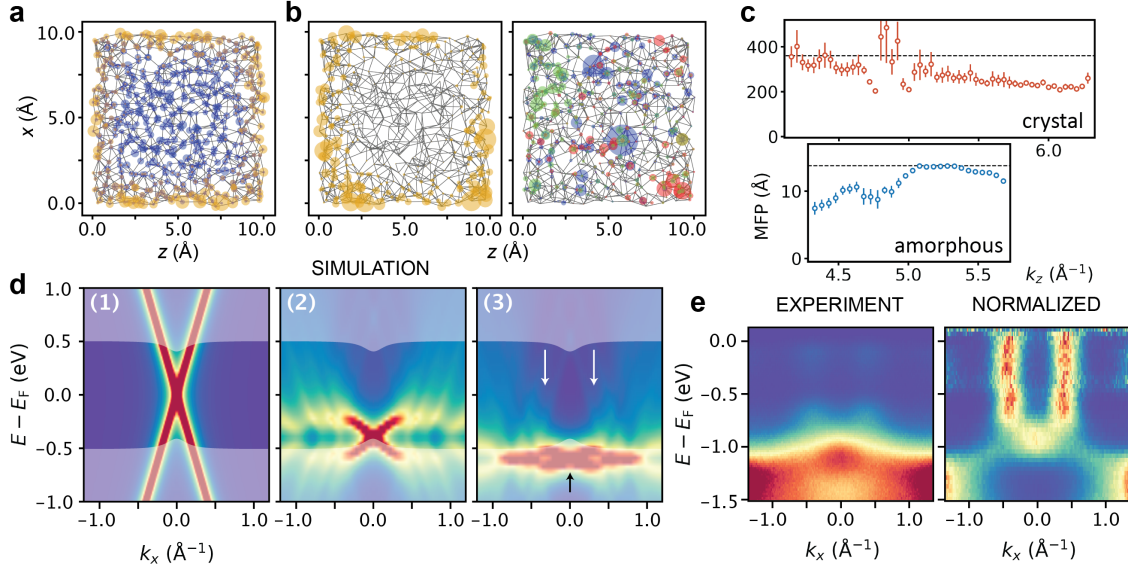 a
b
c
10.0
5.0
0.0
x (Å)
0.0
5.0
10.0
z (Å)
0.0
5.0
10.0
0.0
5.0
10.0
z (Å)
400
200
0
crystal
6.0
MFP (Å)
10
0
amorphous
4.5
5.0
5.5
k_z (Å⁻¹)
SIMULATION
d
(1)
(2)
(3)
1.0
0.5
0.0
−0.5
−1.0
E − E_F (eV)
−1.0
0.0
1.0
−1.0
0.0
1.0
−1.0
0.0
1.0
k_x (Å⁻¹)
e
EXPERIMENT
NORMALIZED
0.0
−0.5
−1.0
−1.5
E − E_F (eV)
−1.0
0.0
1.0
−1.0
0.0
1.0
k_x (Å⁻¹)
k_x (Å⁻¹)